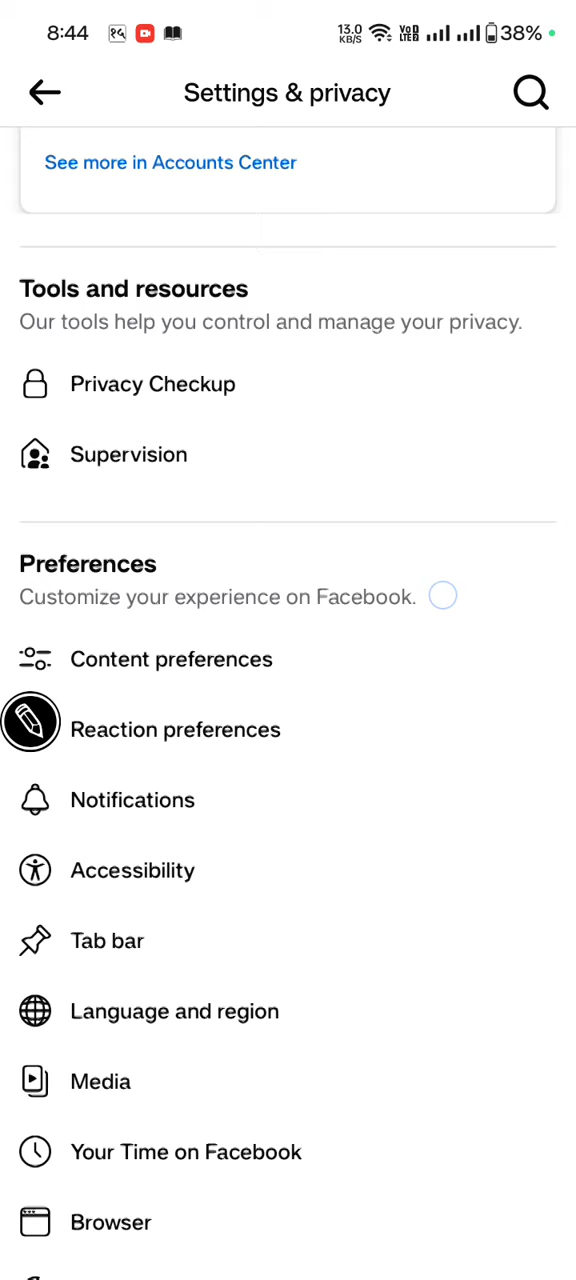 8:44
13.0
KB/S
VoD
LTE2
38%
Settings & privacy
See more in Accounts Center
Tools and resources
Our tools help you control and manage your privacy.
Privacy Checkup
Supervision
Preferences
Customize your experience on Facebook.
Content preferences
Reaction preferences
Notifications
Accessibility
Tab bar
Language and region
Media
Your Time on Facebook
Browser